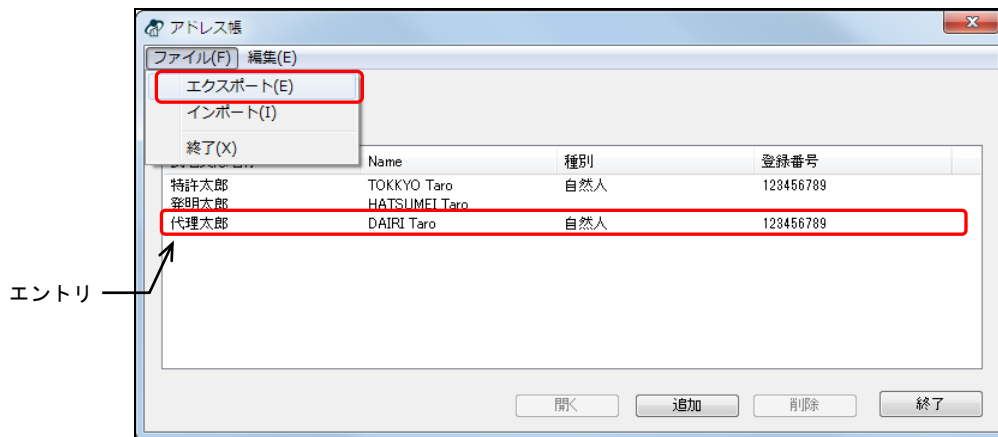 アドレス帳
ファイル(F) 編集(E)
エクスポート(E)
インポート(I)
終了(X)
Name 種別 登録番号
特許太郎 TOKKYO Taro 自然人 123456789
発明太郎 HATSUMEI Taro
代理太郎 DAIRI Taro 自然人 123456789
エントリ
開く 追加 削除 終了